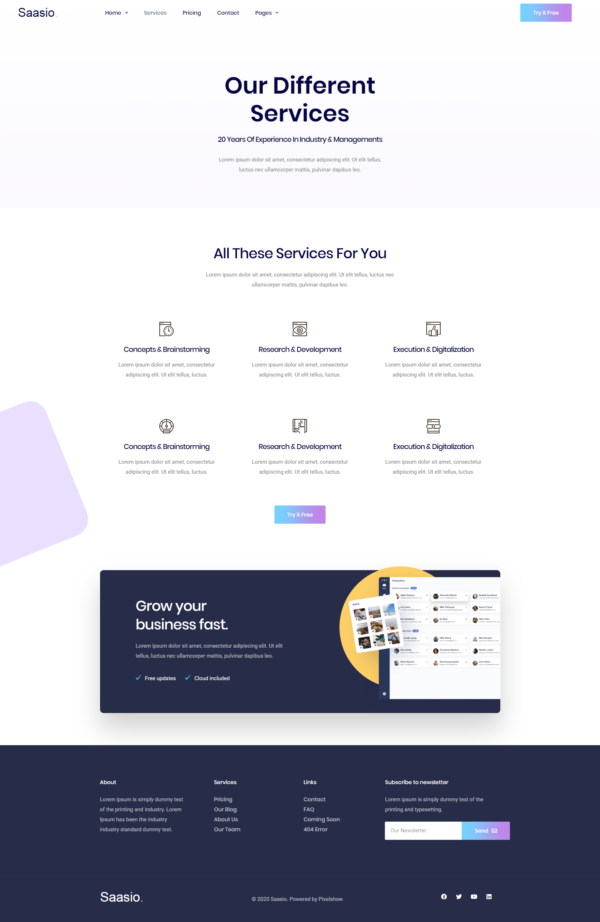 Saasio.
Home
Services
Pricing
Contact
Pages
Try It Free
Our Different
Services
20 Years Of Experience In Industry & Managements
Lorem ipsum dolor sit amet, consectetur adipiscing elit. Ut elit tellus,
luctus nec ullamcorper mattis, pulvinar dapibus leo.
All These Services For You
Lorem ipsum dolor sit amet, consectetur adipiscing elit. Ut elit tellus, luctus nec
ullamcorper mattis, pulvinar dapibus leo.
Concepts & Brainstorming
Lorem ipsum dolor sit amet, consectetur
adipiscing elit. Ut elit tellus, luctus.
Research & Development
Lorem ipsum dolor sit amet, consectetur
adipiscing elit. Ut elit tellus, luctus.
Execution & Digitalization
Lorem ipsum dolor sit amet, consectetur
adipiscing elit. Ut elit tellus, luctus.
Concepts & Brainstorming
Lorem ipsum dolor sit amet, consectetur
adipiscing elit. Ut elit tellus, luctus.
Research & Development
Lorem ipsum dolor sit amet, consectetur
adipiscing elit. Ut elit tellus, luctus.
Execution & Digitalization
Lorem ipsum dolor sit amet, consectetur
adipiscing elit. Ut elit tellus, luctus.
Try It Free
Grow your
business fast.
Lorem ipsum dolor sit amet, consectetur adipiscing elit. Ut elit
tellus, luctus nec ullamcorper mattis, pulvinar dapibus leo.
Free updates
Cloud included
About
Lorem Ipsum is simply dummy text
of the printing and industry. Lorem
Ipsum has been the industry
industry standard dummy text.
Services
Pricing
Our Blog
About Us
Our Team
Links
Contact
FAQ
Coming Soon
404 Error
Subscribe to newsletter
Lorem Ipsum is simply dummy text of the
printing and typesetting.
Our Newsletter
Send
Saasio.
© 2020 Saasio. Powered by Pixelshow